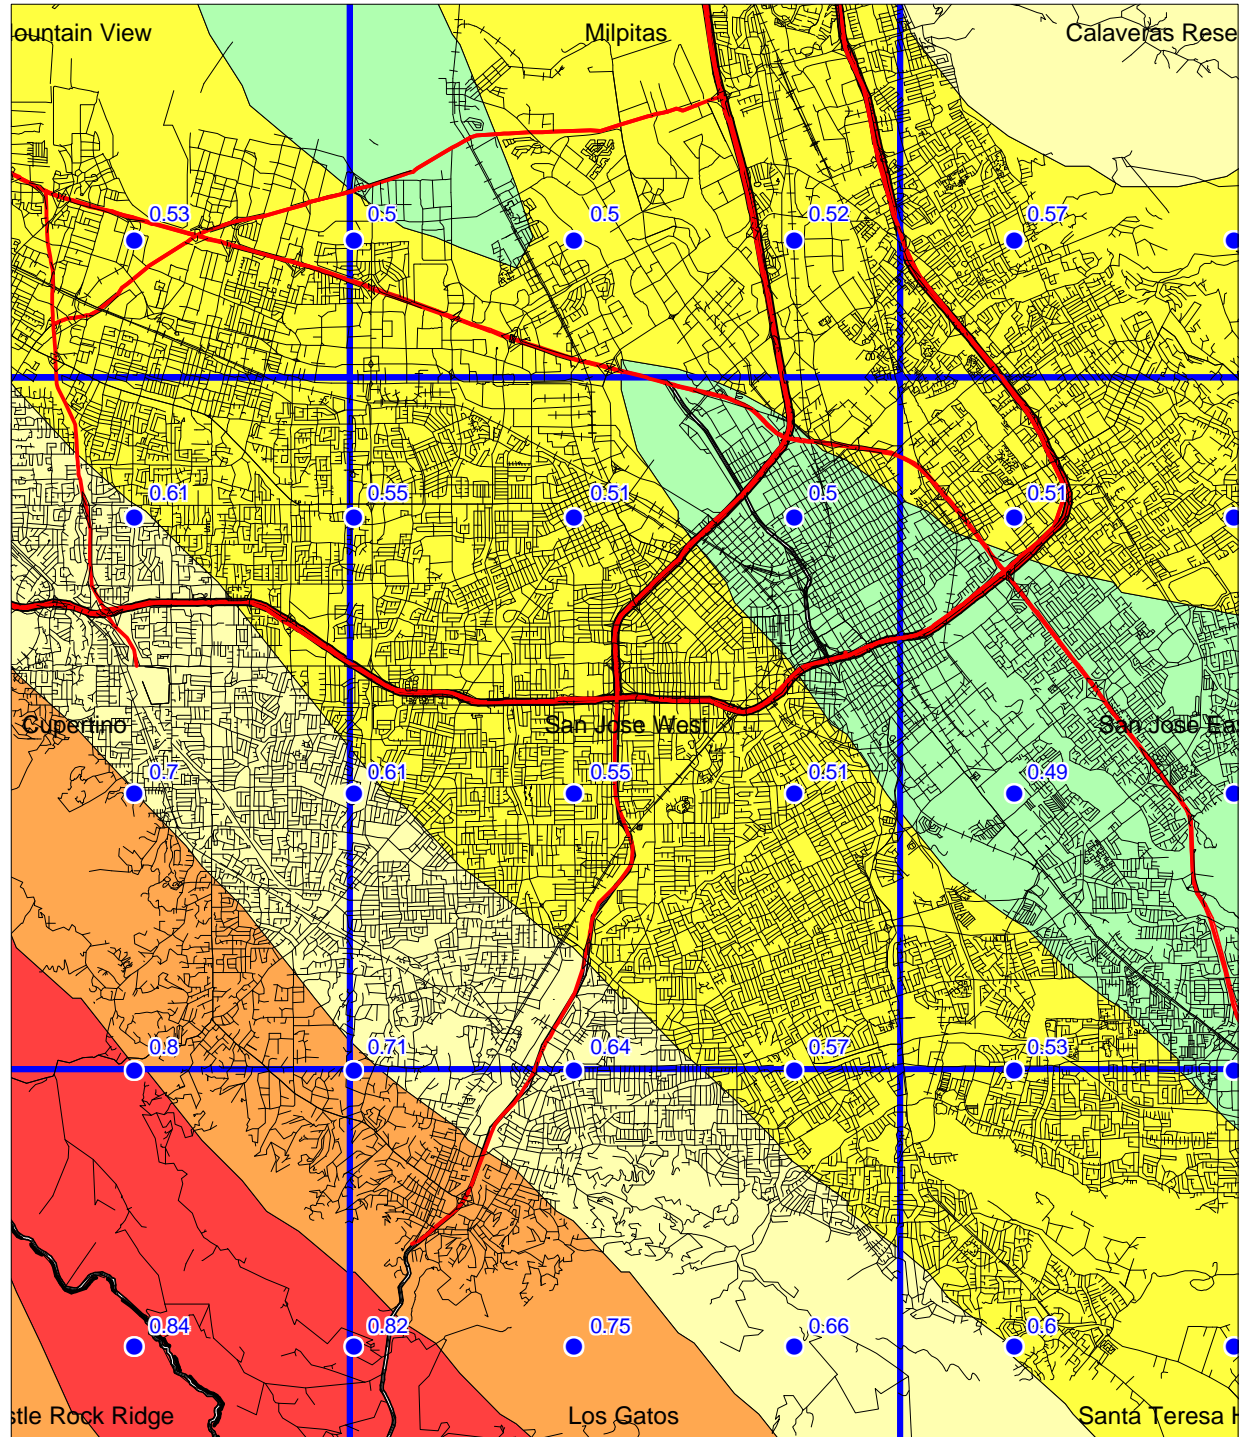 ountain View
Milpitas
Calaveras Rese
0.53
0.5
0.5
0.52
0.57
0.61
0.55
0.51
0.5
0.51
Cupertino
San Jose West
San Jose Eas
0.7
0.61
0.55
0.51
0.49
0.8
0.71
0.64
0.57
0.53
0.84
0.82
0.75
0.66
0.6
stle Rock Ridge
Los Gatos
Santa Teresa H